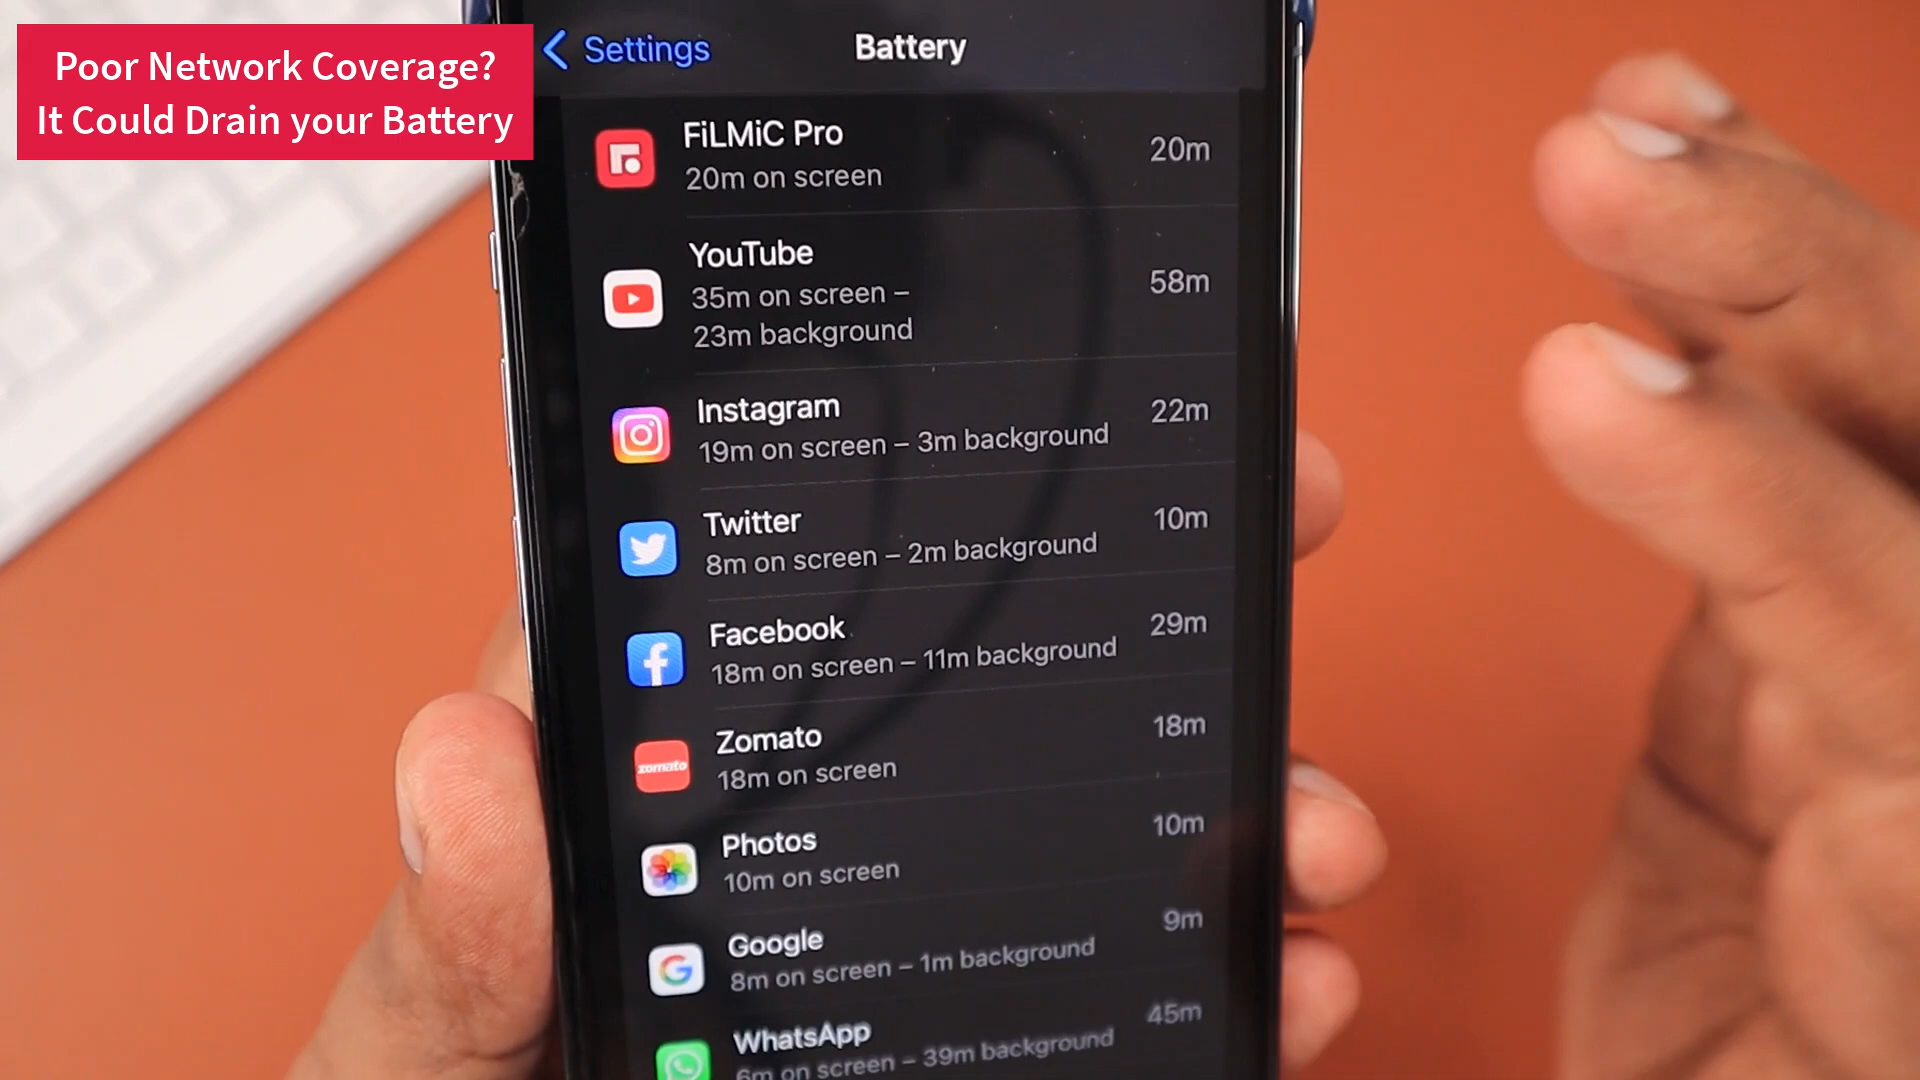 Poor Network Coverage?
It Could Drain your Battery
Settings
Battery
FiLMiC Pro
20m
20m on screen
YouTube
58m
35m on screen –
23m background
Instagram
22m
19m on screen – 3m background
Twitter
10m
8m on screen – 2m background
Facebook
29m
18m on screen – 11m background
Zomato
18m
zomato
18m on screen
Photos
10m
10m on screen
Google
9m
8m on screen – 1m background
WhatsApp
45m
6m on screen – 39m background